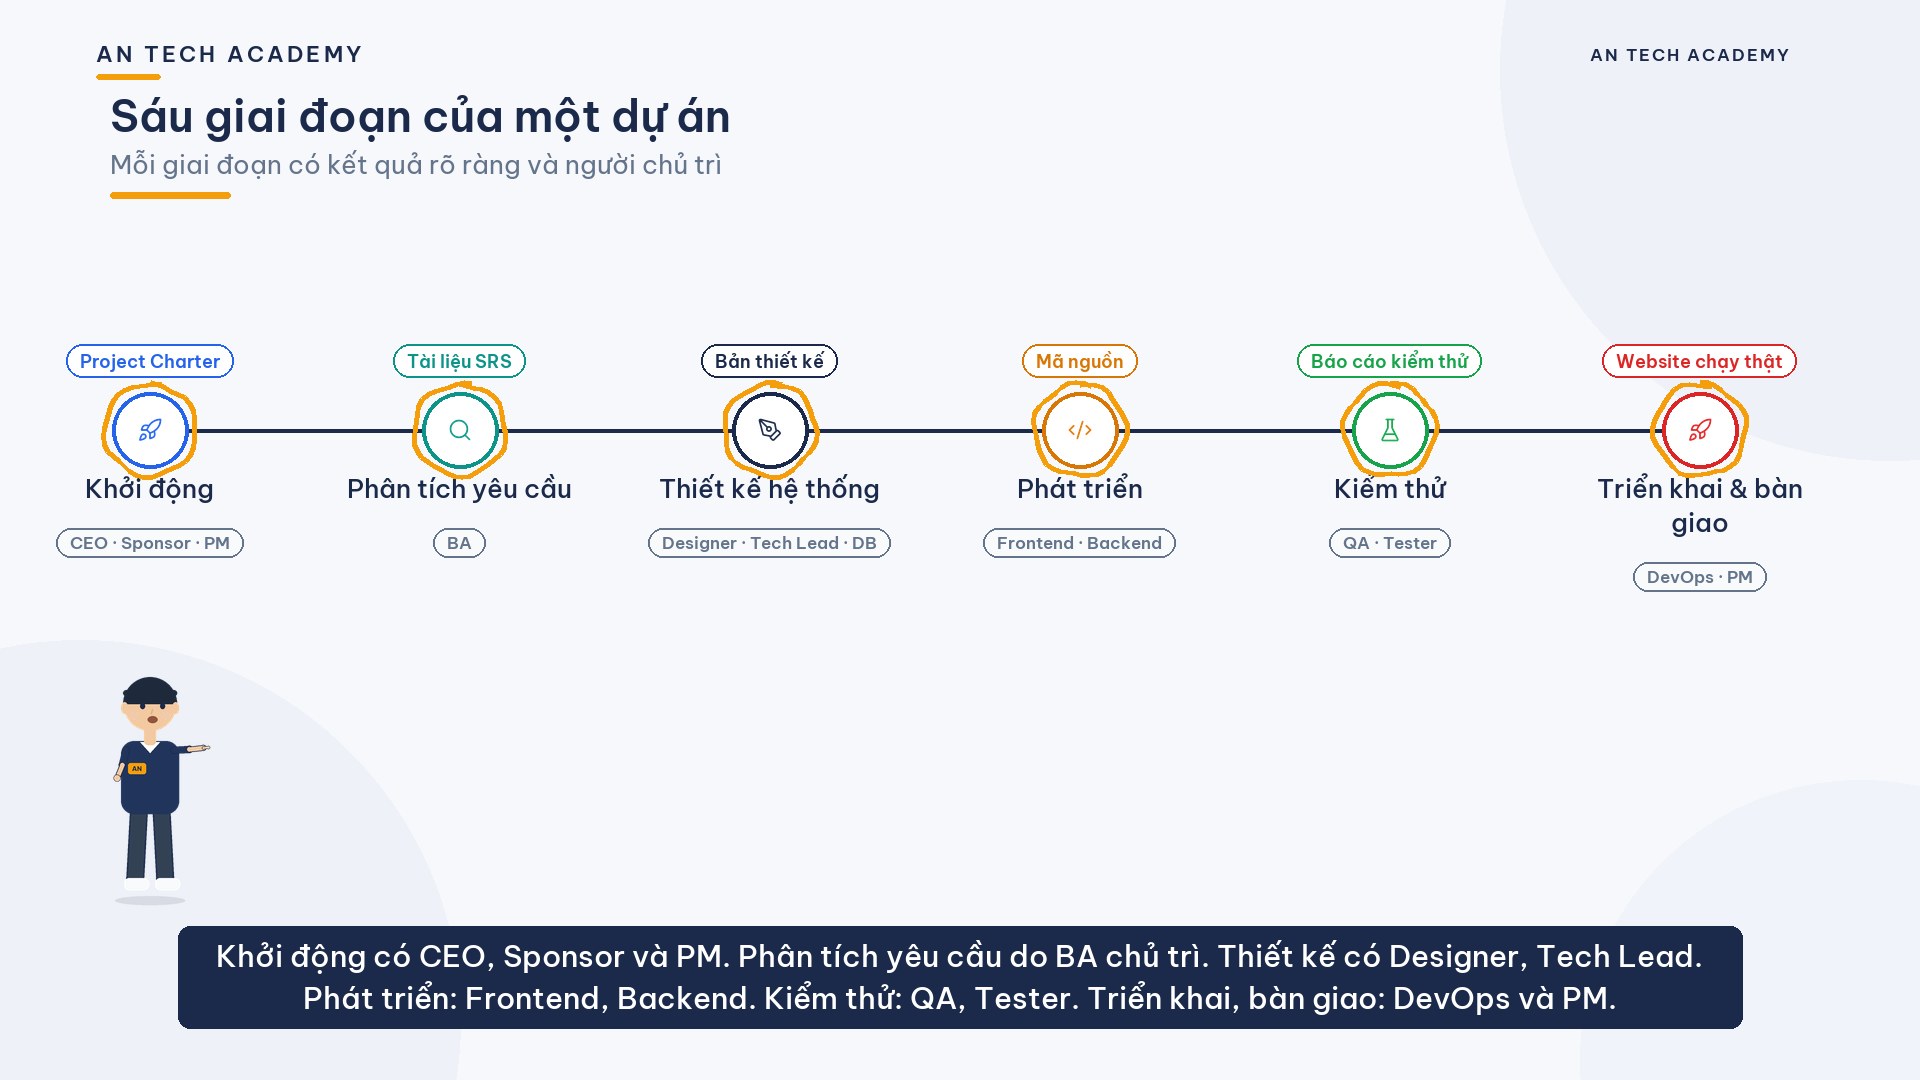 AN TECH ACADEMY
AN TECH ACADEMY
Sáu giai đoạn của một dự án
Mỗi giai đoạn có kết quả rõ ràng và người chủ trì
Project Charter
Tài liệu SRS
Bản thiết kế
Mã nguồn
Báo cáo kiểm thử
Website chạy thật
Khởi động
Phân tích yêu cầu
Thiết kế hệ thống
Phát triển
Kiểm thử
Triển khai & bàn
giao
CEO · Sponsor · PM
BA
Designer · Tech Lead · DB
Frontend · Backend
QA · Tester
DevOps · PM
AN
Khởi động có CEO, Sponsor và PM. Phân tích yêu cầu do BA chủ trì. Thiết kế có Designer, Tech Lead.
Phát triển: Frontend, Backend. Kiểm thử: QA, Tester. Triển khai, bàn giao: DevOps và PM.